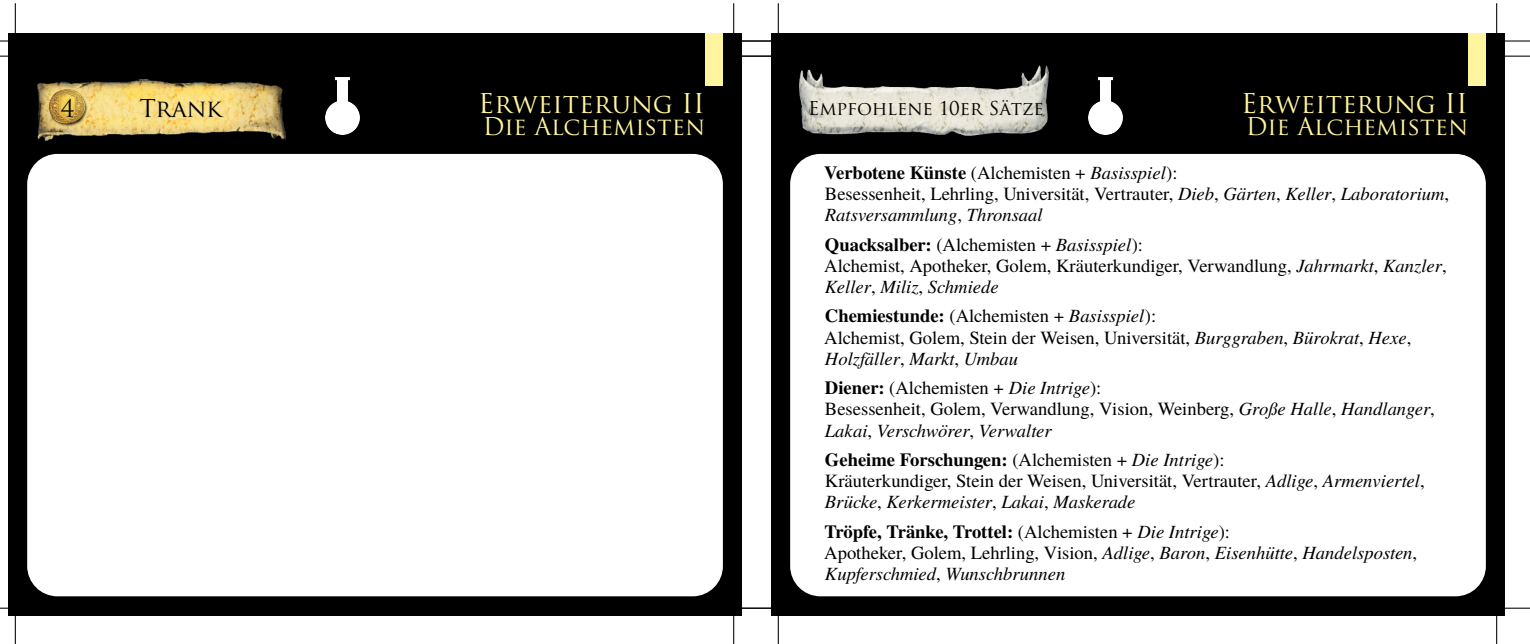 4
TRANK
ERWEITERUNG II
DIE ALCHEMISTEN
EMPFOHLENE 10ER SÄTZE
ERWEITERUNG II
DIE ALCHEMISTEN
Verbotene Künste (Alchemisten + Basisspiel):
Besessenheit, Lehrling, Universität, Vertrauter, Dieb, Gärten, Keller, Laboratorium,
Ratsversammlung, Thronsaal
Quacksalber: (Alchemisten + Basisspiel):
Alchemist, Apotheker, Golem, Kräuterkundiger, Verwandlung, Jahrmarkt, Kanzler,
Keller, Miliz, Schmiede
Chemiestunde: (Alchemisten + Basisspiel):
Alchemist, Golem, Stein der Weisen, Universität, Burggraben, Bürokrat, Hexe,
Holzfäller, Markt, Umbau
Diener: (Alchemisten + Die Intrige):
Besessenheit, Golem, Verwandlung, Vision, Weinberg, Große Halle, Handlanger,
Lakai, Verschwörer, Verwalter
Geheime Forschungen: (Alchemisten + Die Intrige):
Kräuterkundiger, Stein der Weisen, Universität, Vertrauter, Adlige, Armenviertel,
Brücke, Kerkermeister, Lakai, Maskerade
Tröpfe, Tränke, Trottel: (Alchemisten + Die Intrige):
Apotheker, Golem, Lehrling, Vision, Adlige, Baron, Eisenhütte, Handelsposten,
Kupferschmied, Wunschbrunnen